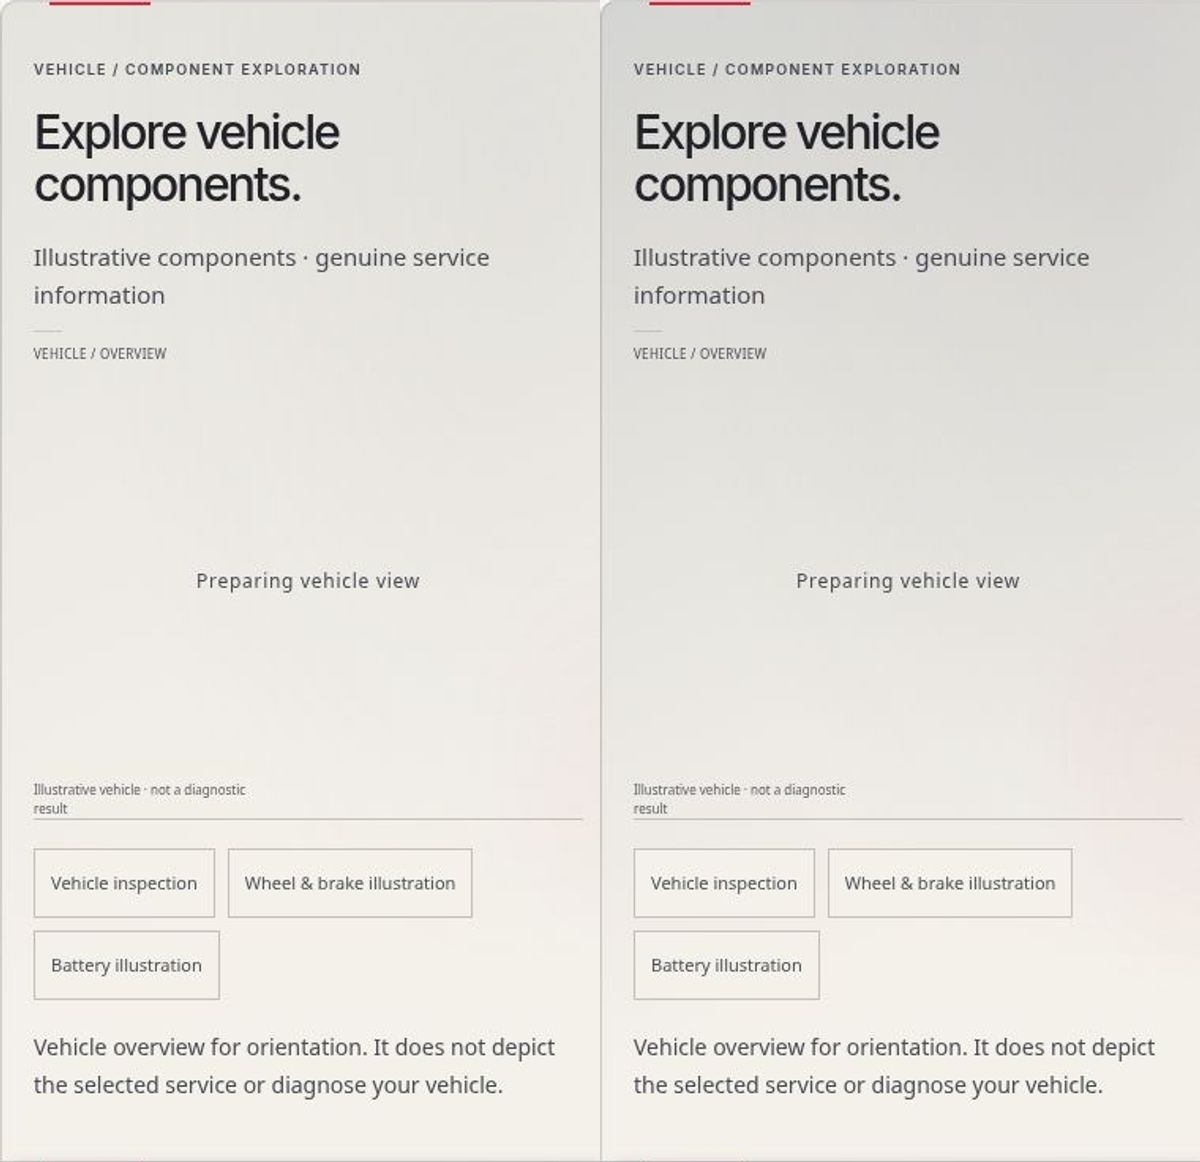 VEHICLE / COMPONENT EXPLORATION
Explore vehicle
components.
Illustrative components · genuine service
information
VEHICLE / OVERVIEW
Preparing vehicle view
Illustrative vehicle · not a diagnostic
result
Vehicle inspection
Wheel & brake illustration
Battery illustration
Vehicle overview for orientation. It does not depict
the selected service or diagnose your vehicle.
VEHICLE / COMPONENT EXPLORATION
Explore vehicle
components.
Illustrative components · genuine service
information
VEHICLE / OVERVIEW
Preparing vehicle view
Illustrative vehicle · not a diagnostic
result
Vehicle inspection
Wheel & brake illustration
Battery illustration
Vehicle overview for orientation. It does not depict
the selected service or diagnose your vehicle.